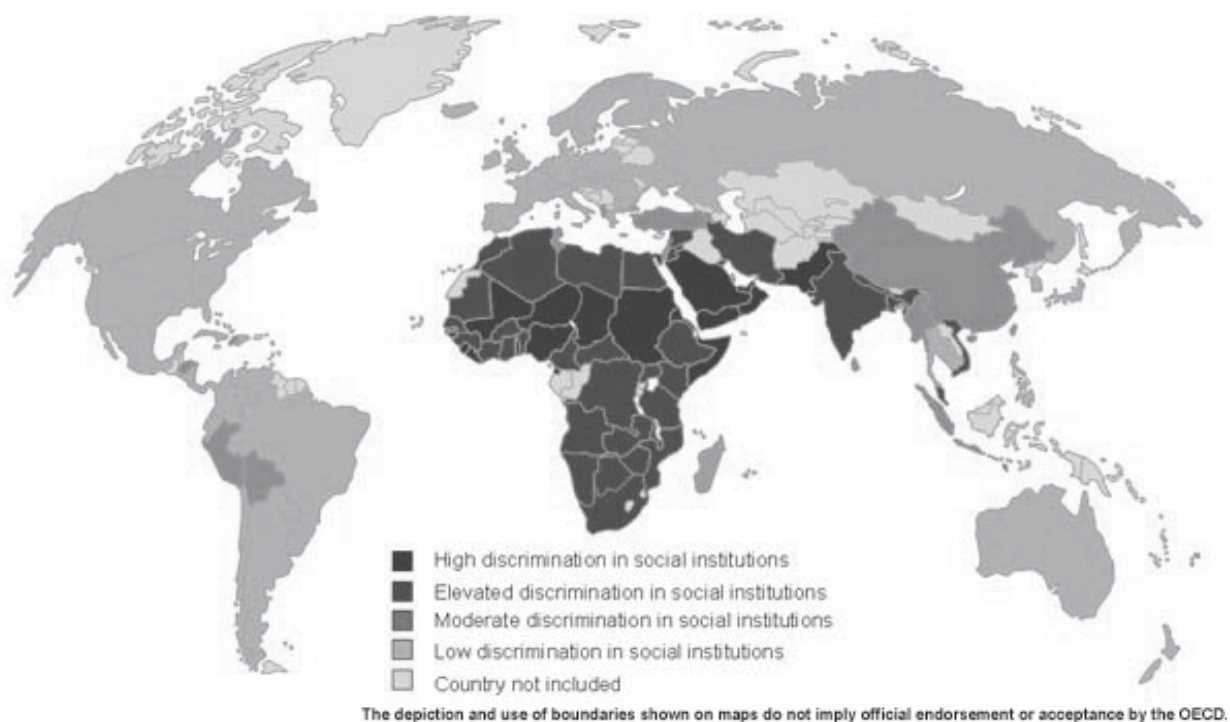 High discrimination in social institutions
Elevated discrimination in social institutions
Moderate discrimination in social institutions
Low discrimination in social institutions
Country not included
The depiction and use of boundaries shown on maps do not imply official endorsement or acceptance by the OECD.